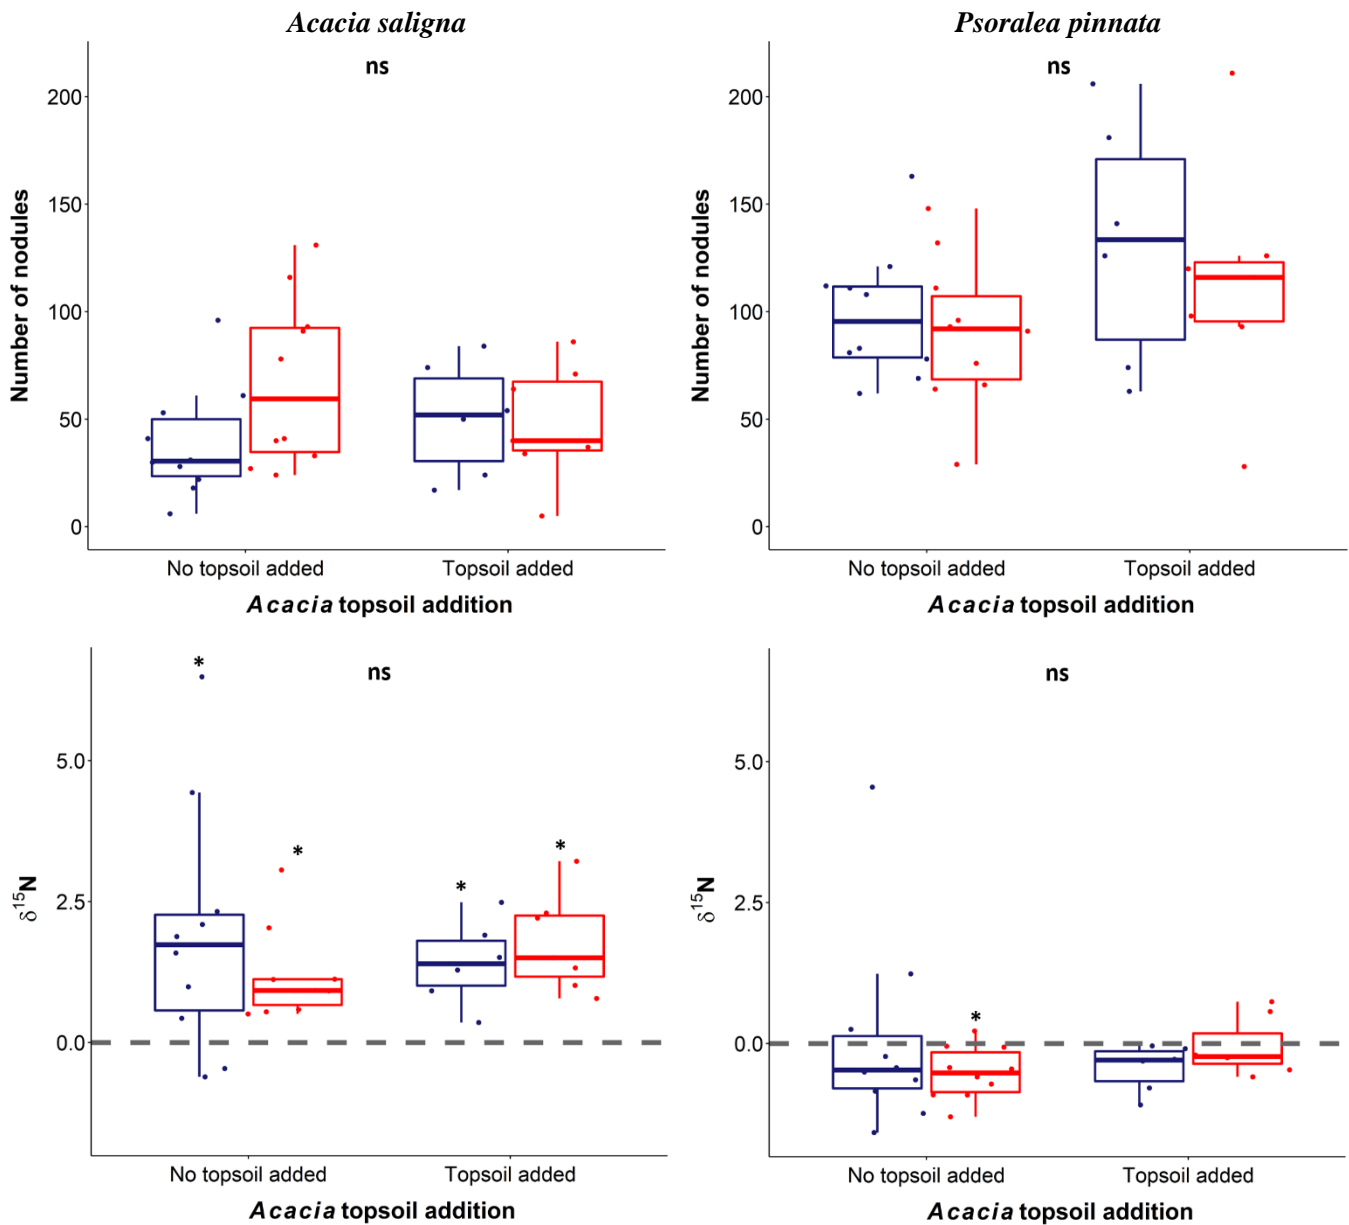 Acacia saligna
ns
200
150
100
50
0
Number of nodules
No topsoil added
Topsoil added
Acacia topsoil addition
Psoralea pinnata
ns
200
150
100
50
0
Number of nodules
No topsoil added
Topsoil added
Acacia topsoil addition
*
ns
5.0
*
*
*
2.5
0.0
δ¹⁵N
No topsoil added
Topsoil added
Acacia topsoil addition
ns
5.0
2.5
*
0.0
δ¹⁵N
No topsoil added
Topsoil added
Acacia topsoil addition